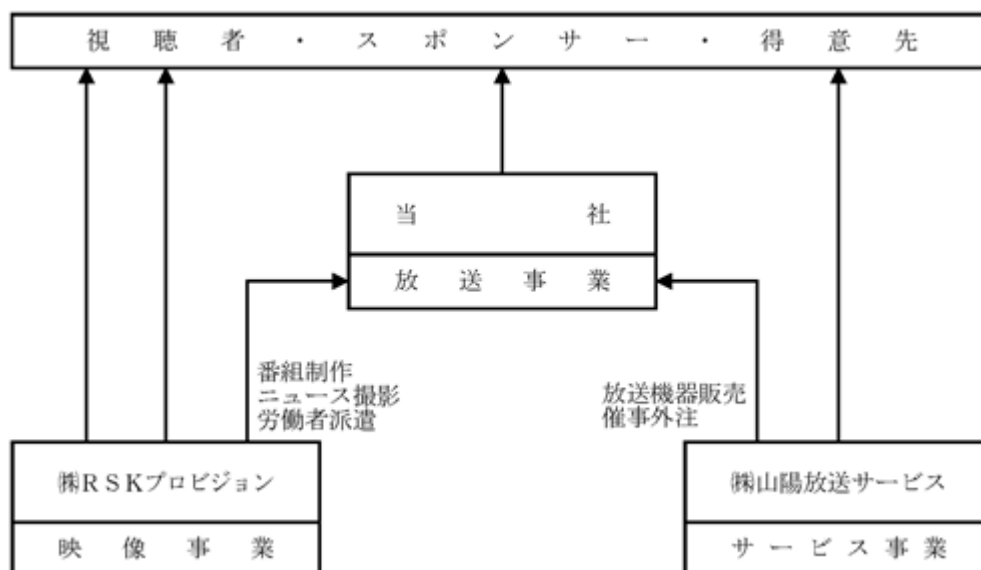 視聴者・スポンサー・得意先
当社
放送事業
番組制作
ニュース撮影
労働者派遣
放送機器販売
催事外注
㈱RSKプロビジョン
㈱山陽放送サービス
映像事業
サービス事業